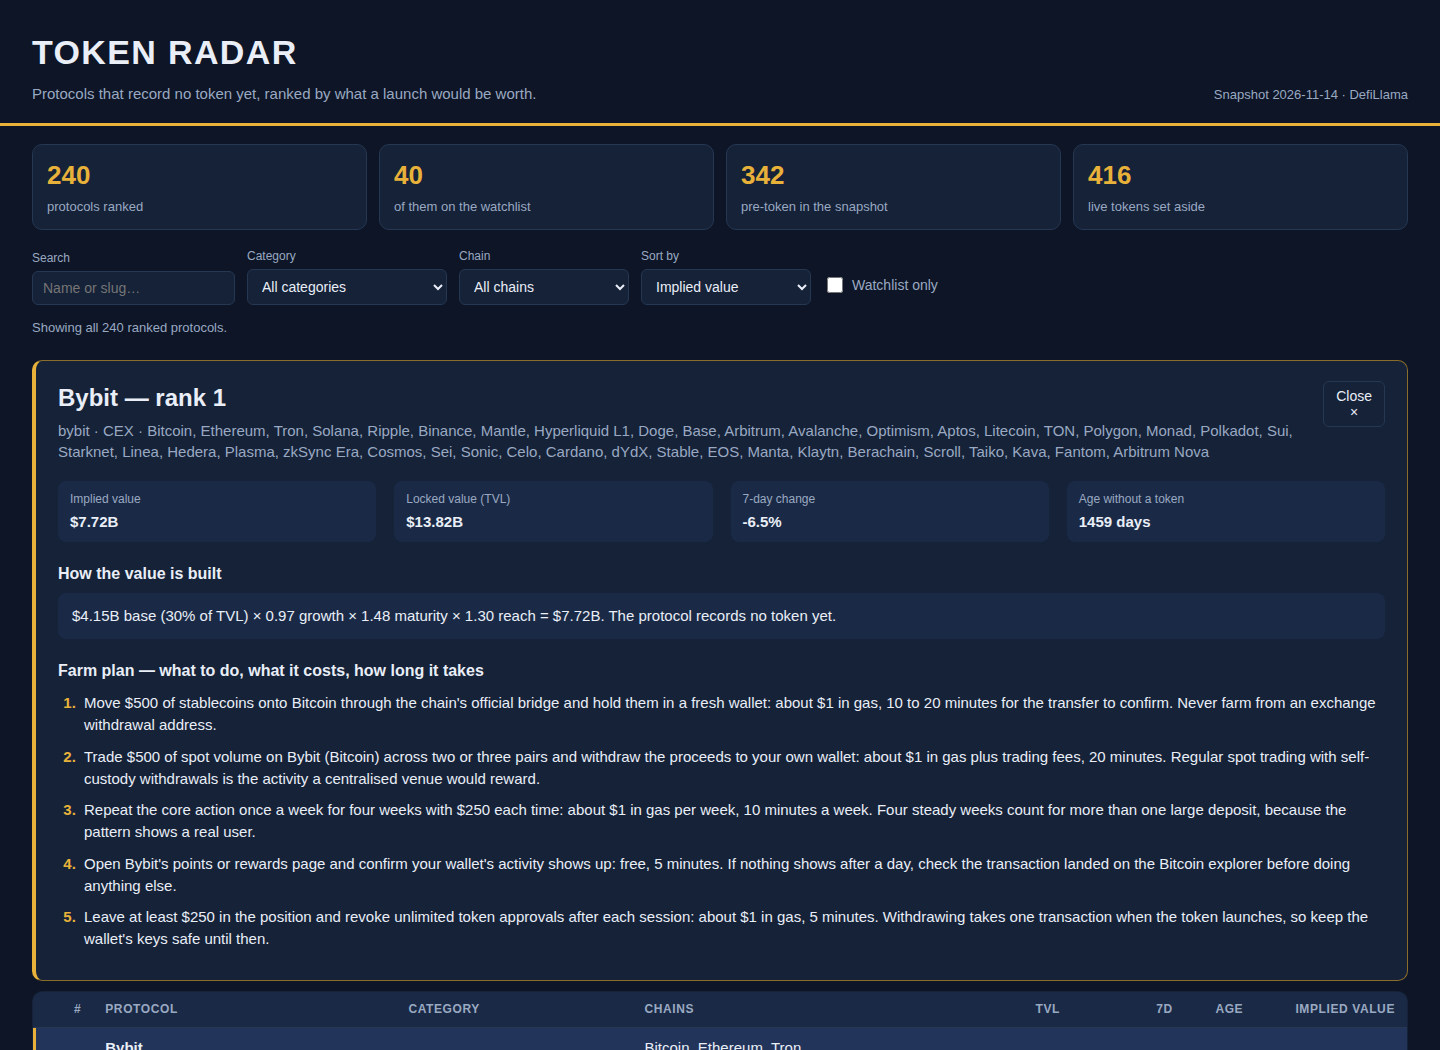 TOKEN RADAR
Protocols that record no token yet, ranked by what a launch would be worth.
Snapshot 2026-11-14 · DefiLlama
240
protocols ranked
40
of them on the watchlist
342
pre-token in the snapshot
416
live tokens set aside
Search
Category
Chain
Sort by
Name or slug…
All categories
All chains
Implied value
Watchlist only
Showing all 240 ranked protocols.
Bybit — rank 1
Close
×
bybit · CEX · Bitcoin, Ethereum, Tron, Solana, Ripple, Binance, Mantle, Hyperliquid L1, Doge, Base, Arbitrum, Avalanche, Optimism, Aptos, Litecoin, TON, Polygon, Monad, Polkadot, Sui,
Starknet, Linea, Hedera, Plasma, zkSync Era, Cosmos, Sei, Sonic, Celo, Cardano, dYdX, Stable, EOS, Manta, Klaytn, Berachain, Scroll, Taiko, Kava, Fantom, Arbitrum Nova
Implied value
$7.72B
Locked value (TVL)
$13.82B
7-day change
-6.5%
Age without a token
1459 days
How the value is built
$4.15B base (30% of TVL) × 0.97 growth × 1.48 maturity × 1.30 reach = $7.72B. The protocol records no token yet.
Farm plan — what to do, what it costs, how long it takes
1. Move $500 of stablecoins onto Bitcoin through the chain's official bridge and hold them in a fresh wallet: about $1 in gas, 10 to 20 minutes for the transfer to confirm. Never farm from an exchange
withdrawal address.
2. Trade $500 of spot volume on Bybit (Bitcoin) across two or three pairs and withdraw the proceeds to your own wallet: about $1 in gas plus trading fees, 20 minutes. Regular spot trading with self-
custody withdrawals is the activity a centralised venue would reward.
3. Repeat the core action once a week for four weeks with $250 each time: about $1 in gas per week, 10 minutes a week. Four steady weeks count for more than one large deposit, because the
pattern shows a real user.
4. Open Bybit's points or rewards page and confirm your wallet's activity shows up: free, 5 minutes. If nothing shows after a day, check the transaction landed on the Bitcoin explorer before doing
anything else.
5. Leave at least $250 in the position and revoke unlimited token approvals after each session: about $1 in gas, 5 minutes. Withdrawing takes one transaction when the token launches, so keep the
wallet's keys safe until then.
# PROTOCOL CATEGORY CHAINS TVL 7D AGE IMPLIED VALUE
Bybit Bitcoin, Ethereum, Tron